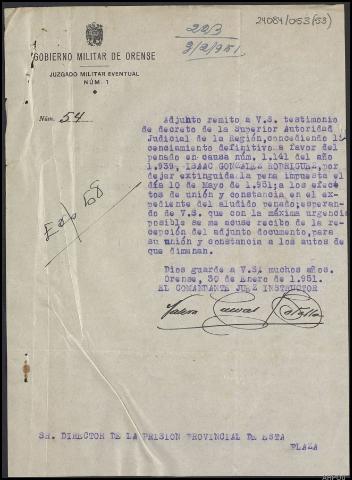 24084/053(53)
223
3/2/951
GOBIERNO MILITAR DE ORENSE
JUZGADO MILITAR EVENTUAL
NÚM. 1
Núm. 54
Adjunto remito a V.S. testimonio
de decreto de la Superior Autoridad
Judicial de la Región, concediendo li
cenciamiento definitivo a favor del
penado en causa núm. 1.141 del año
1.939, ISAAC GONZALEZ RODRIGUEZ, por
dejar extinguida la pena impuesta el
día 10 de Mayo de 1.951; a los efec
tos de unión y constancia en el ex-
pediente del aludido penado; esperan-
do de V.S. que con la máxima urgencia
posible se me acuse recibo de la
recepción del adjunto documento, para
su unión y constancia a los autos de
que dimanan.
Dios guarde a V.S. muchos años.
Orense, 30 de Enero de 1.951.
EL COMANDANTE JUEZ INSTRUCTOR
SR. DIRECTOR DE LA PRISION PROVINCIAL DE ESTA
PLAZA